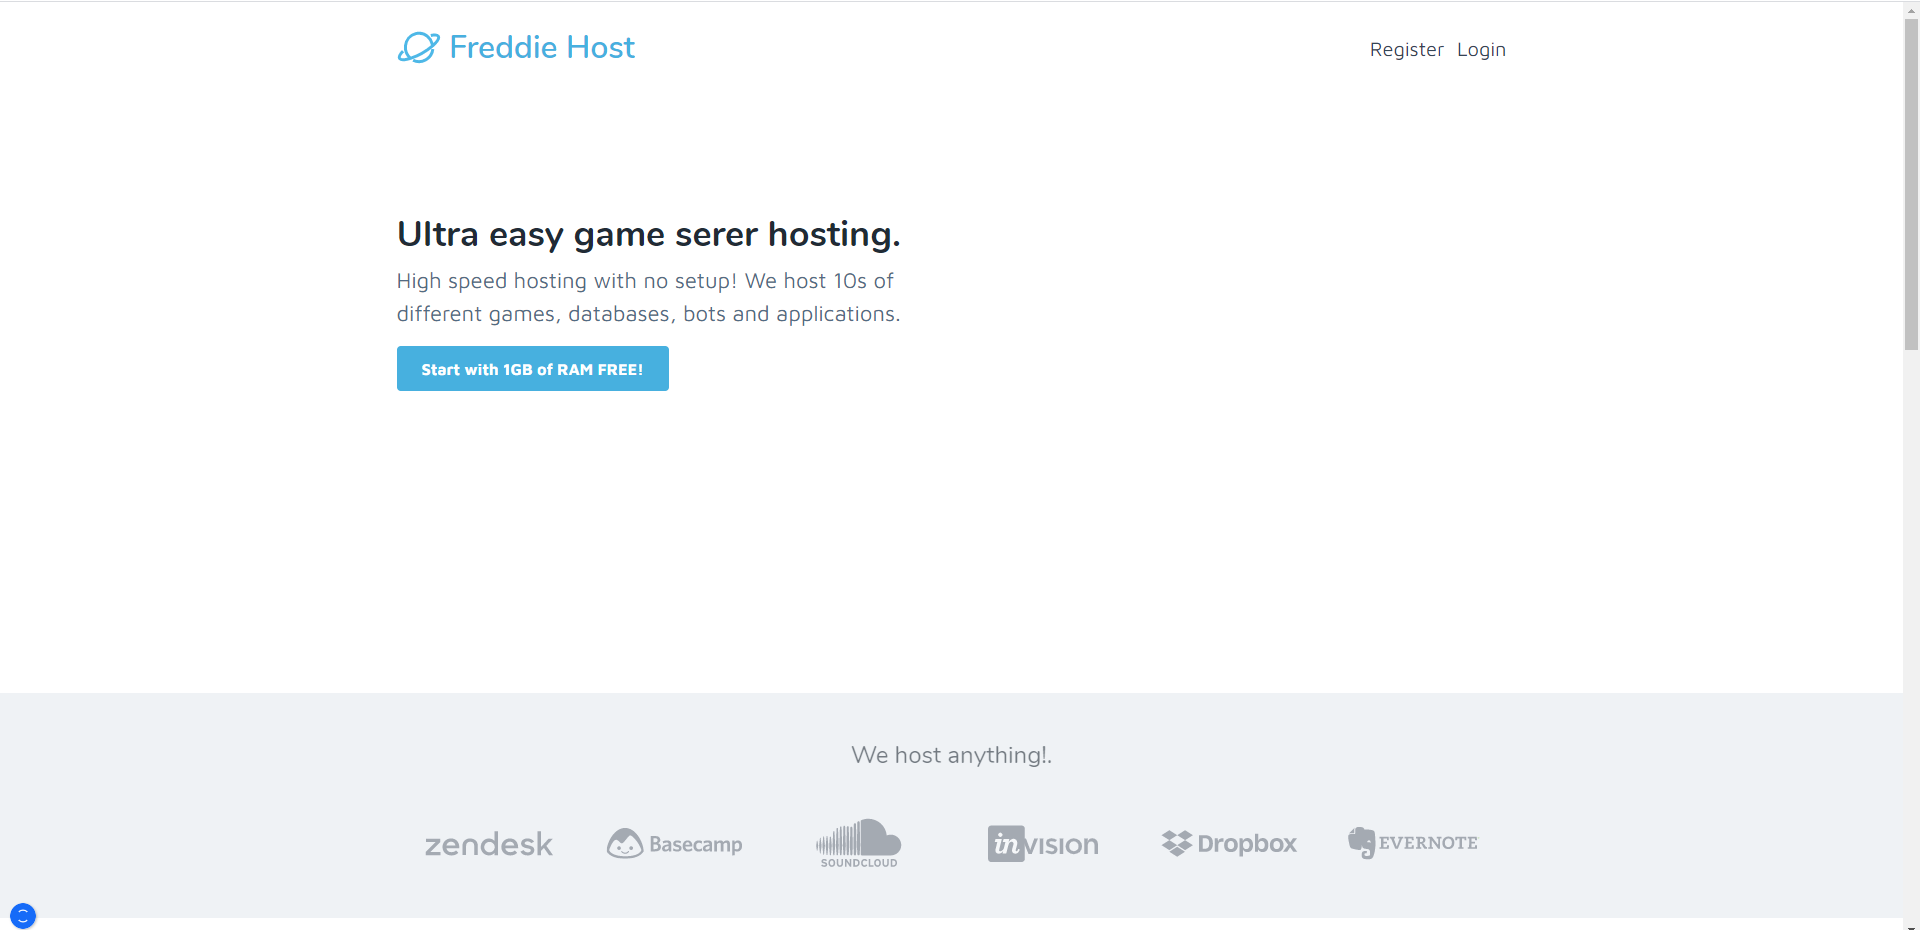 Freddie Host
Register Login
Ultra easy game serer hosting.
High speed hosting with no setup! We host 10s of
different games, databases, bots and applications.
Start with 1GB of RAM FREE!
We host anything!.
zendesk
Basecamp
SOUNDCLOUD
inVISION
Dropbox
EVERNOTE